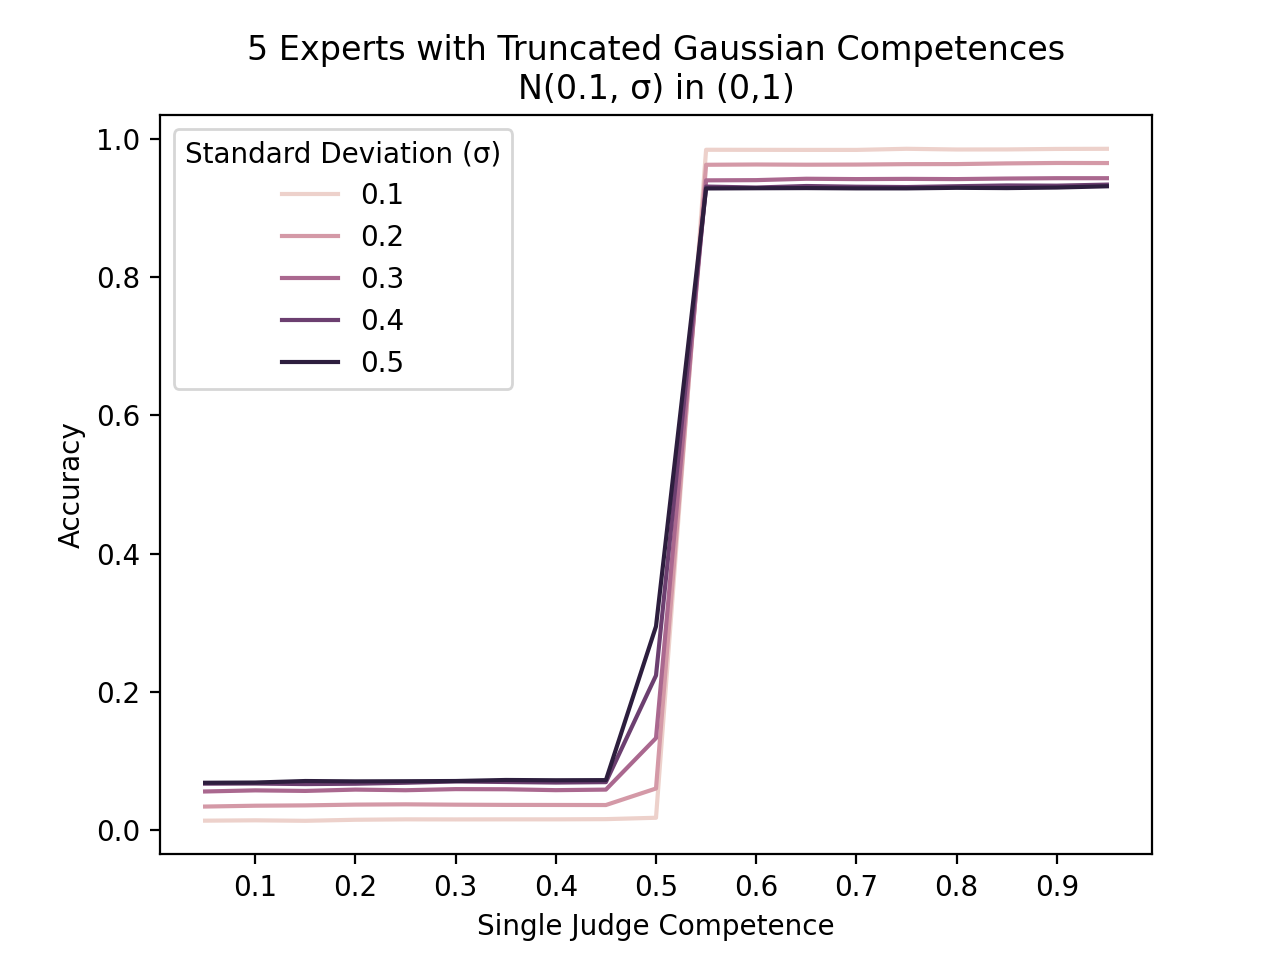 5 Experts with Truncated Gaussian Competences
N(0.1, σ) in (0,1)
Standard Deviation (σ)
0.1
0.2
0.3
0.4
0.5
Accuracy
1.0
0.8
0.6
0.4
0.2
0.0
0.1 0.2 0.3 0.4 0.5 0.6 0.7 0.8 0.9
Single Judge Competence